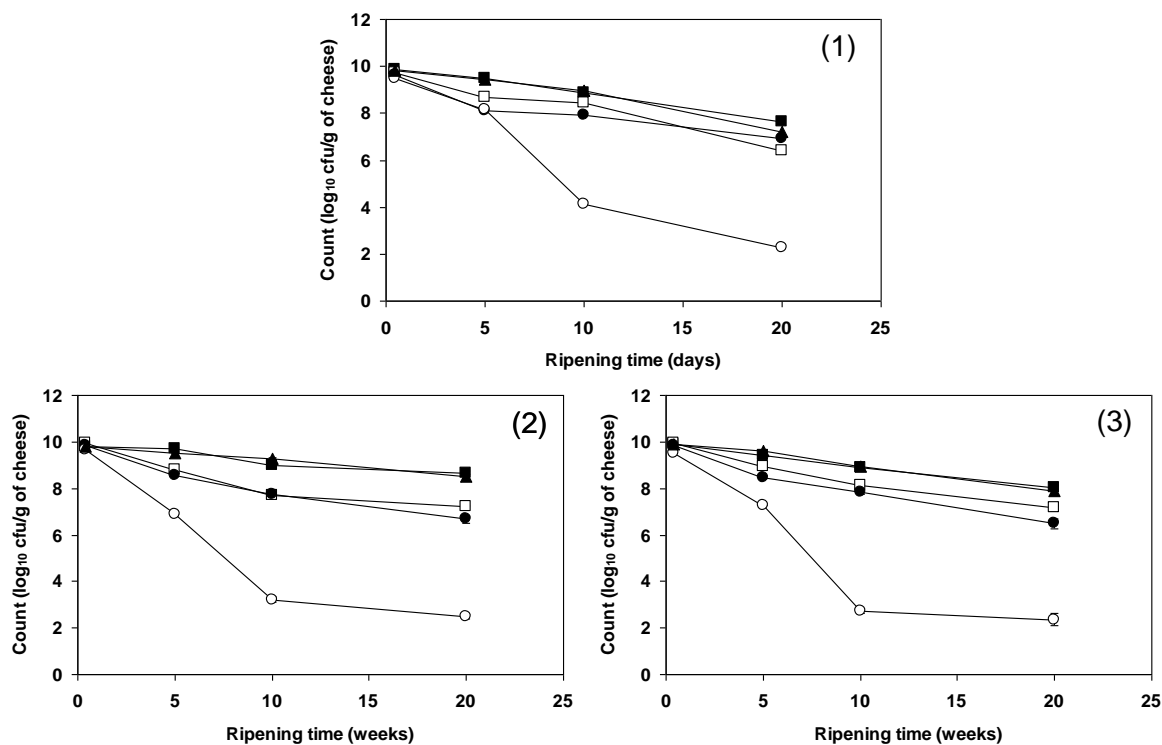 (1)
12
10
8
6
4
2
0
Count (log₁₀ cfu/g of cheese)
0 5 10 15 20 25
Ripening time (days)
(2)
12
10
8
6
4
2
0
Count (log₁₀ cfu/g of cheese)
0 5 10 15 20 25
Ripening time (weeks)
(3)
12
10
8
6
4
2
0
Count (log₁₀ cfu/g of cheese)
0 5 10 15 20 25
Ripening time (weeks)